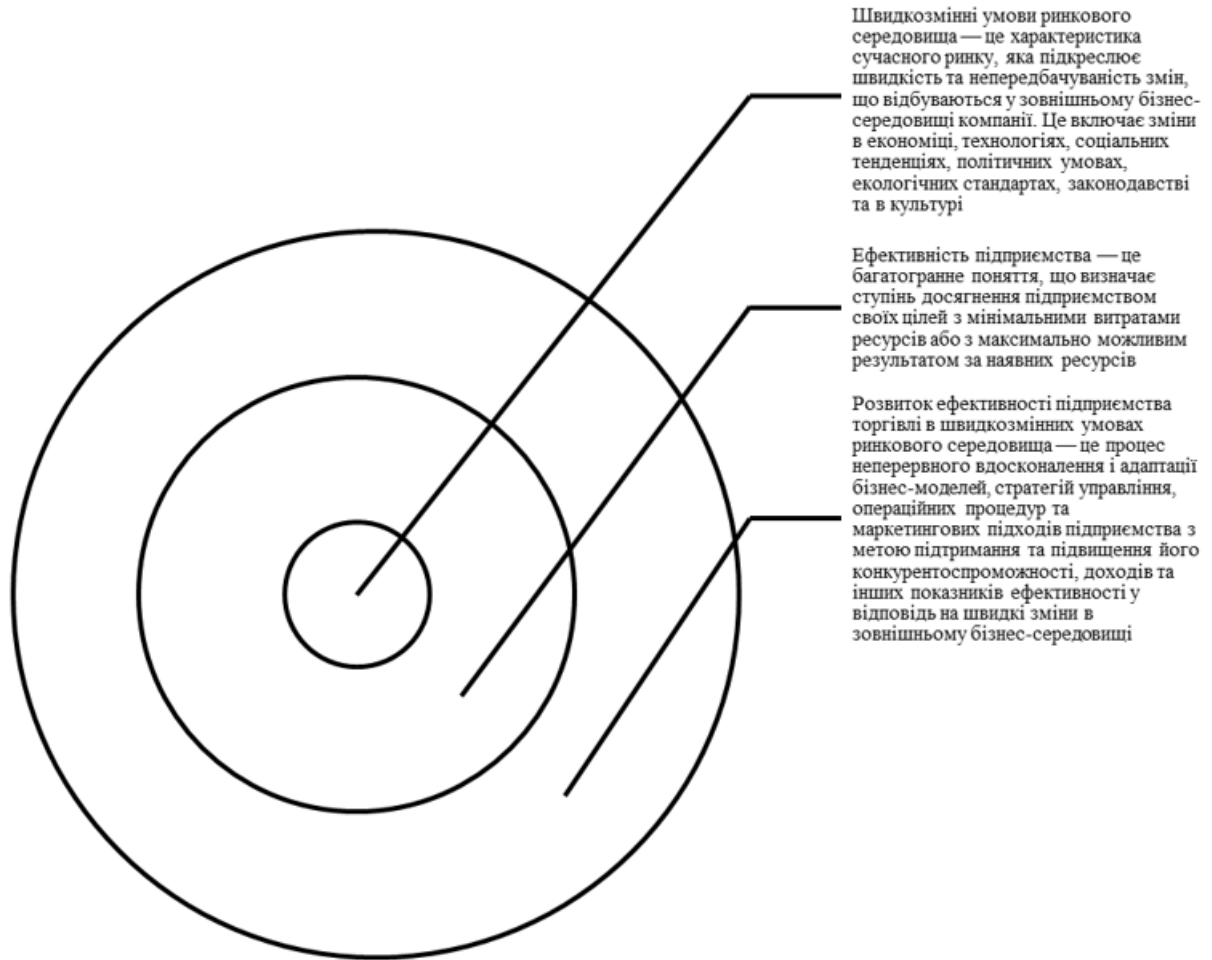 Швидкозмінні умови ринкового
середовища — це характеристика
сучасного ринку, яка підкреслює
швидкість та непередбачуваність змін,
що відбуваються у зовнішньому бізнес-
середовищі компанії. Це включає зміни
в економіці, технологіях, соціальних
тенденціях, політичних умовах,
екологічних стандартах, законодавстві
та в культурі
Ефективність підприємства — це
багатогранне поняття, що визначає
ступінь досягнення підприємством
своїх цілей з мінімальними витратами
ресурсів або з максимально можливим
результатом за наявних ресурсів
Розвиток ефективності підприємства
торгівлі в швидкозмінних умовах
ринкового середовища — це процес
неперервного вдосконалення і адаптації
бізнес-моделей, стратегій управління,
операційних процедур та
маркетингових підходів підприємства з
метою підтримання та підвищення його
конкурентоспроможності, доходів та
інших показників ефективності у
відповідь на швидкі зміни в
зовнішньому бізнес-середовищі